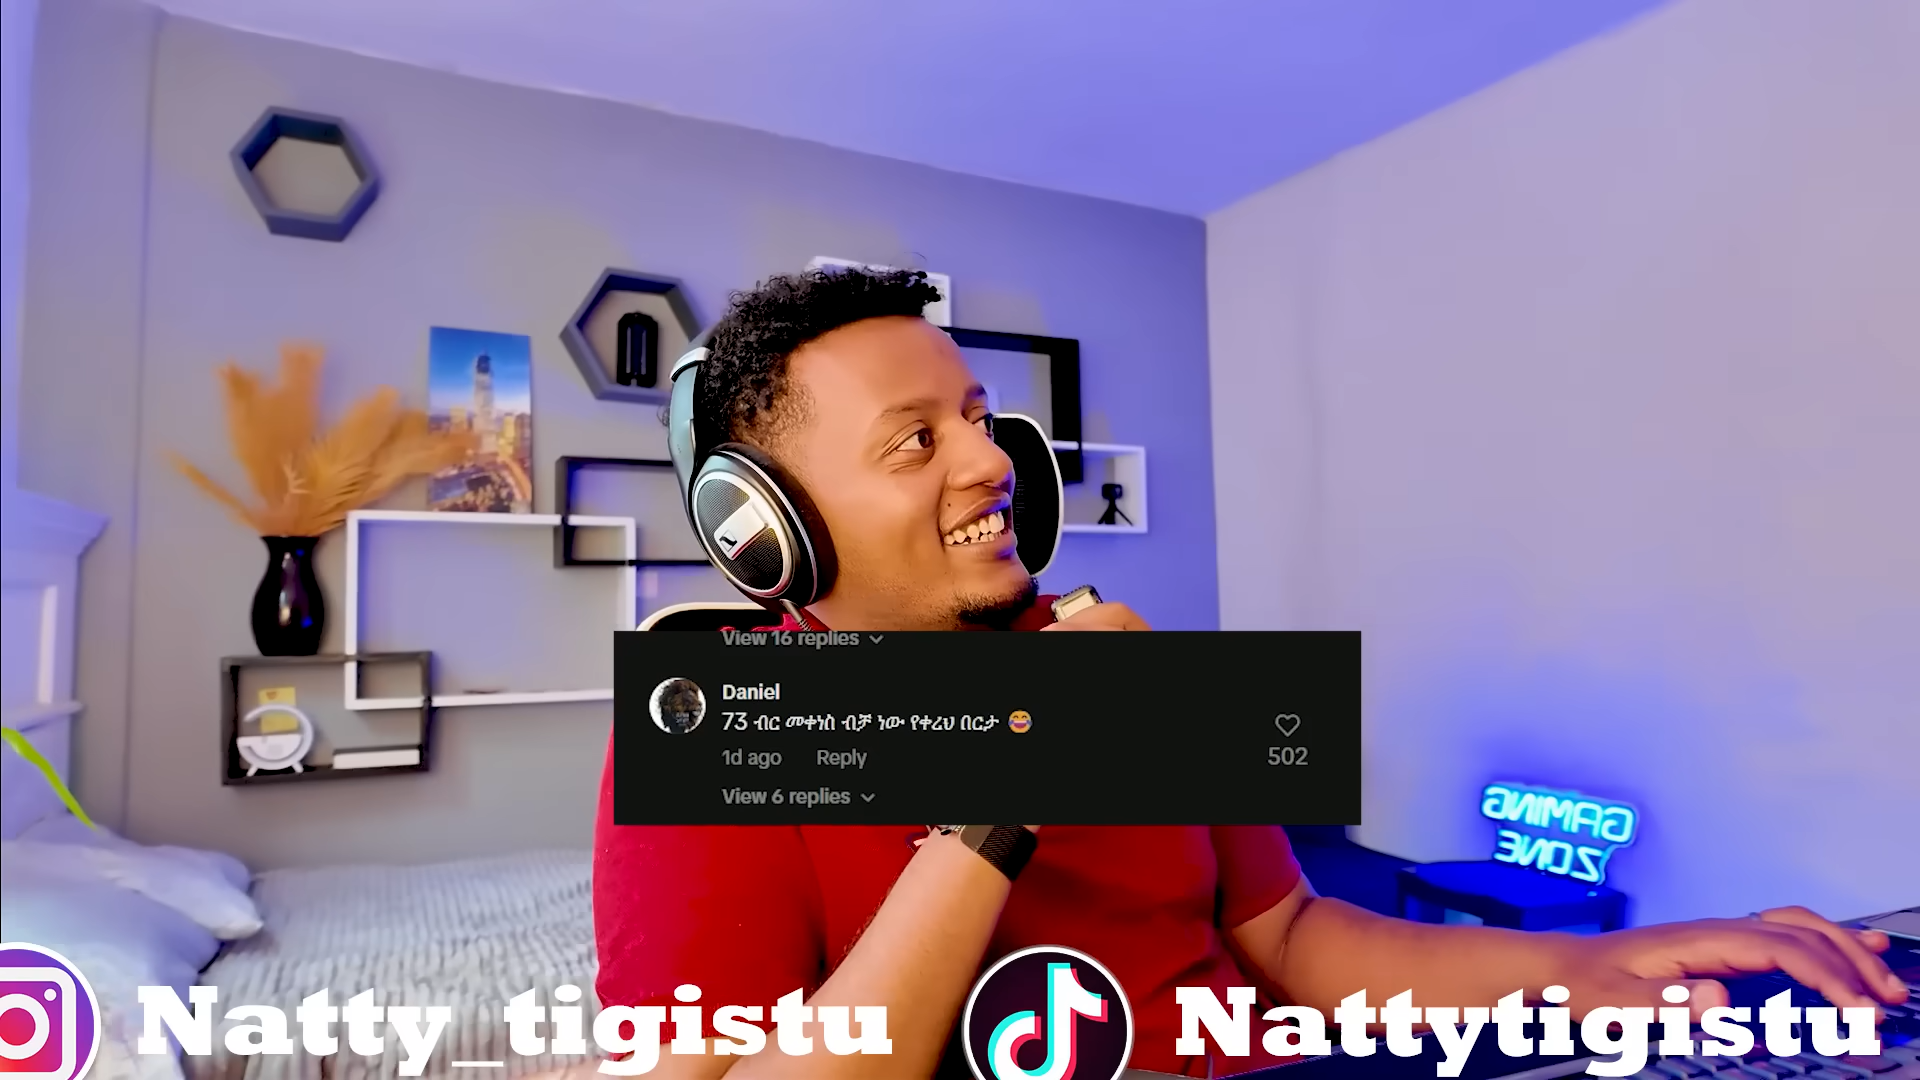 View 16 replies
Daniel
73 ብር መቀነስ ብቻ ነው የቀረህ በርታ 😂
1d ago Reply
502
View 6 replies
GAMING
ZONE
Natty_tigistu
Nattytigistu